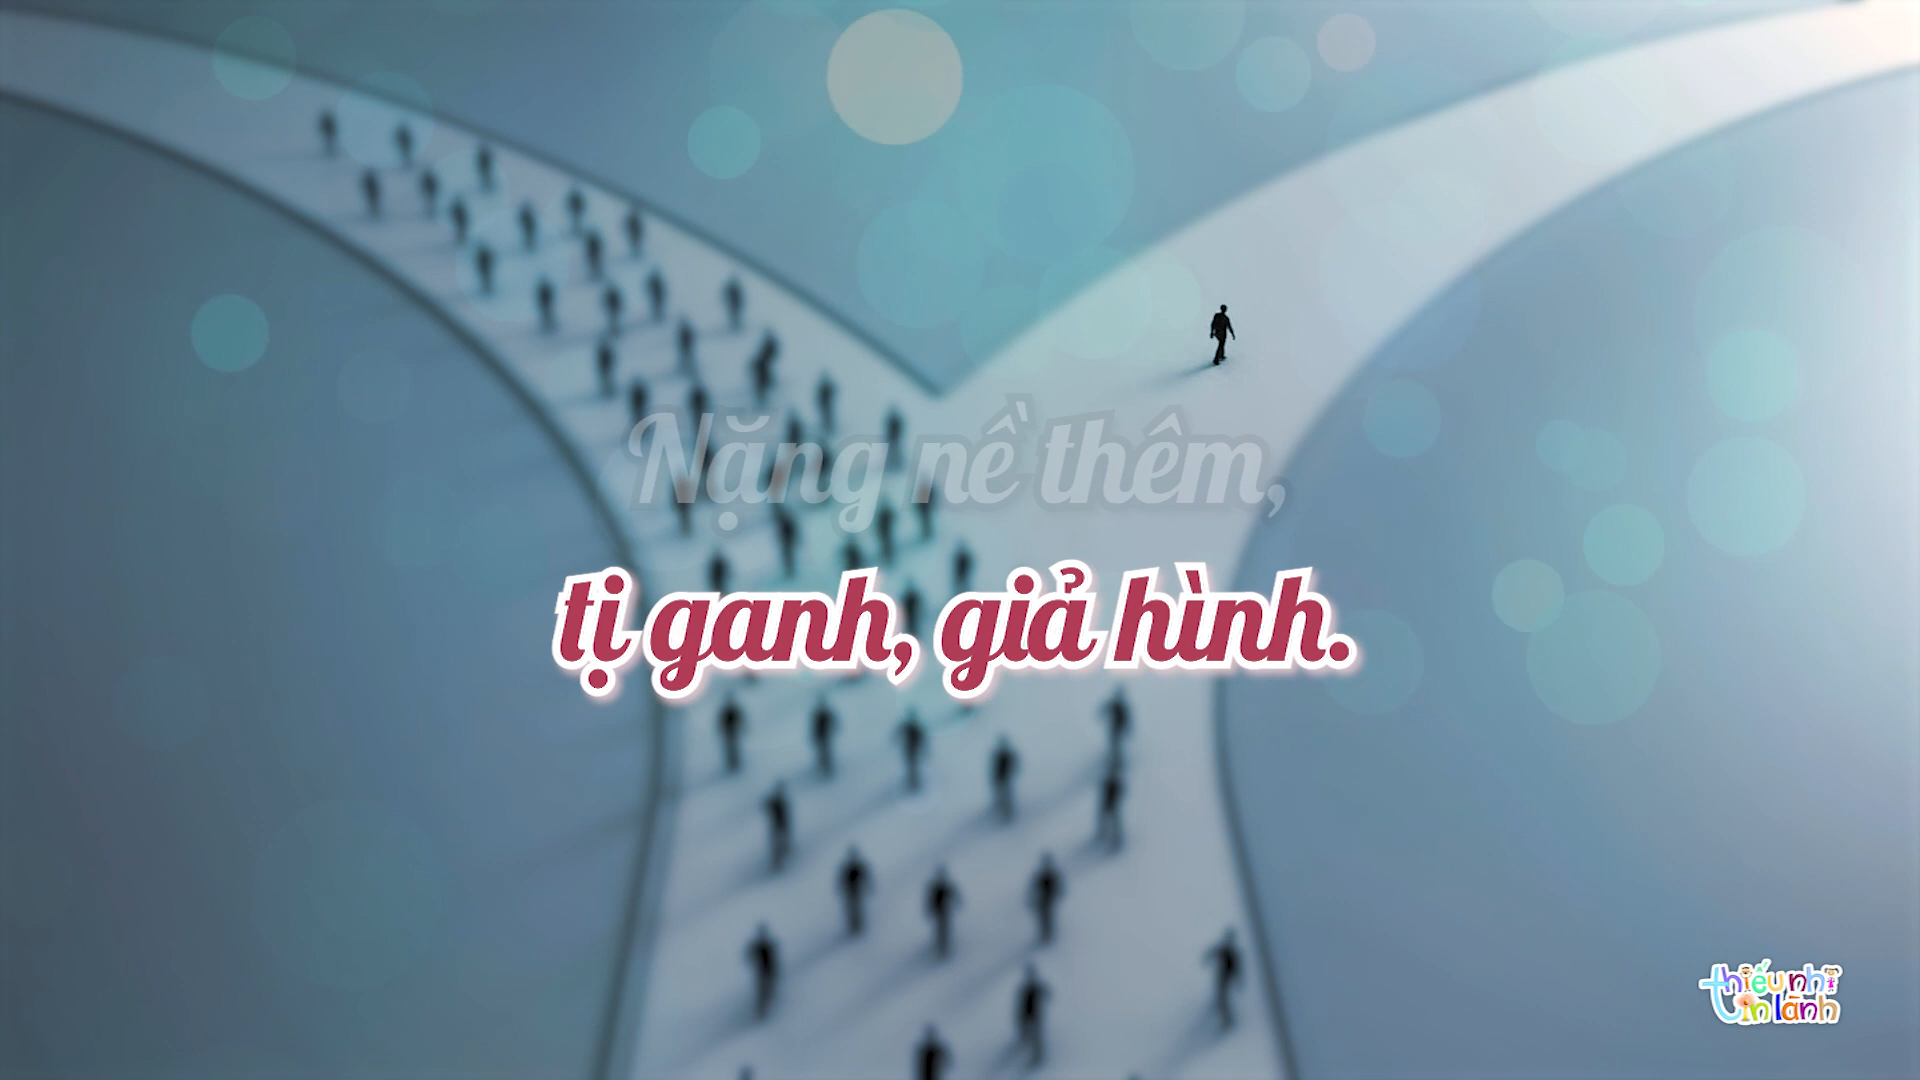 Nặng nề thêm,
tị ganh, giả hình.
thiếu nhi
tin lành